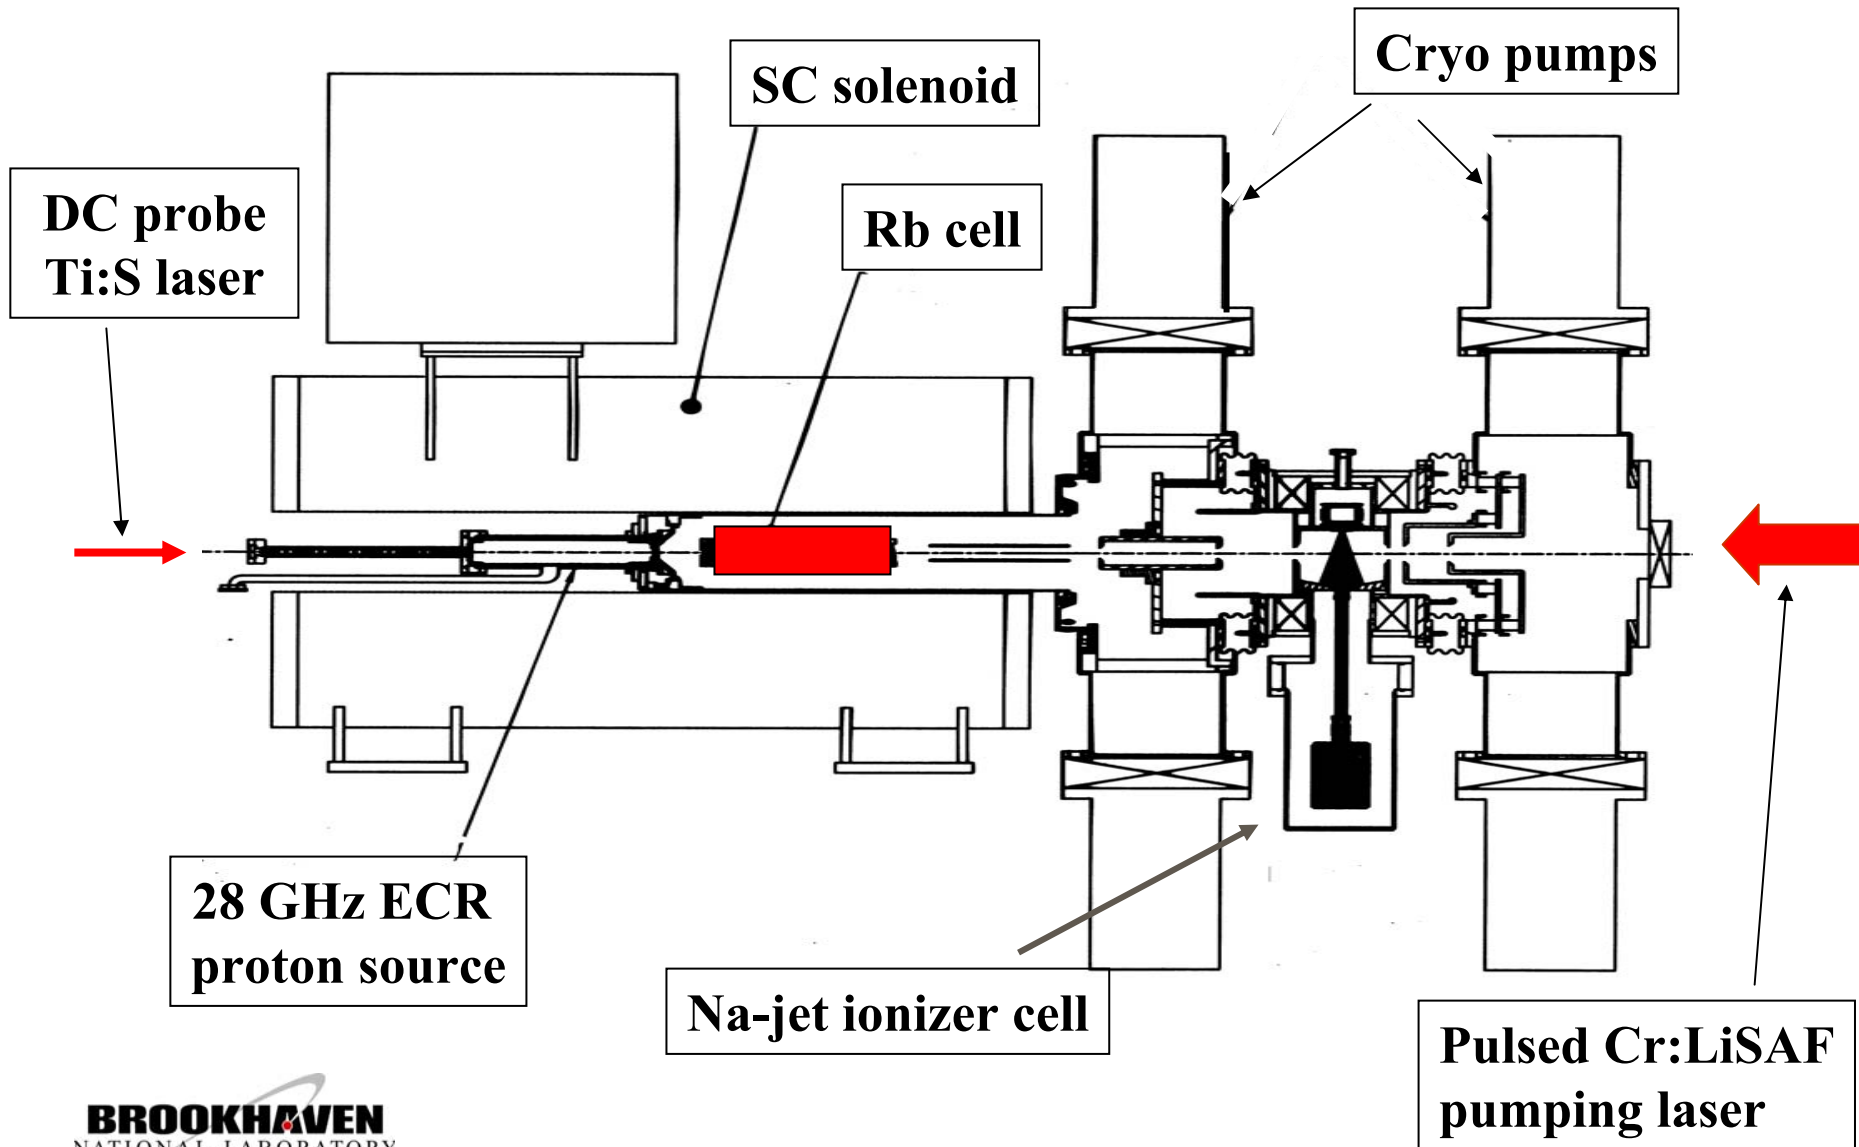 Cryo pumps
SC solenoid
DC probe
Ti:S laser
Rb cell
28 GHz ECR
proton source
Na-jet ionizer cell
Pulsed Cr:LiSAF
pumping laser
BROOKHAVEN
NATIONAL LABORATORY